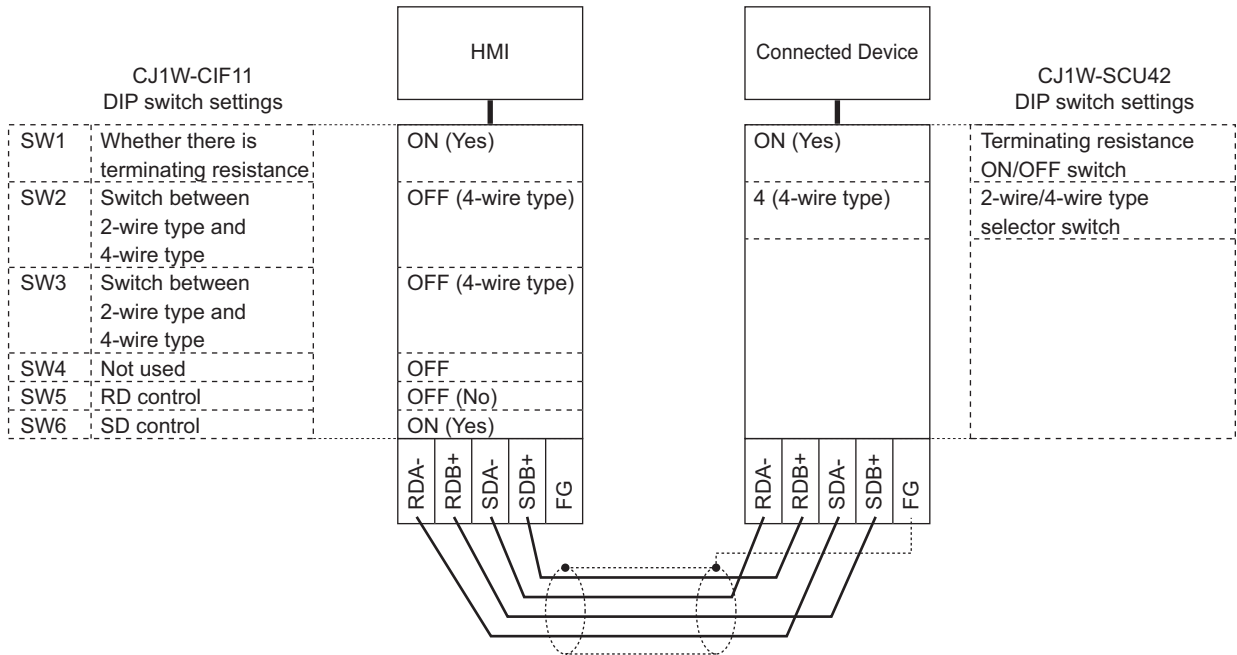 HMI
Connected Device
CJ1W-CIF11
DIP switch settings
CJ1W-SCU42
DIP switch settings
SW1 Whether there is
terminating resistance
ON (Yes)
ON (Yes)
Terminating resistance
ON/OFF switch
SW2 Switch between
2-wire type and
4-wire type
OFF (4-wire type)
4 (4-wire type)
2-wire/4-wire type
selector switch
SW3 Switch between
2-wire type and
4-wire type
OFF (4-wire type)
SW4 Not used
OFF
SW5 RD control
OFF (No)
SW6 SD control
ON (Yes)
RDA-
RDB+
SDA-
SDB+
FG
RDA-
RDB+
SDA-
SDB+
FG